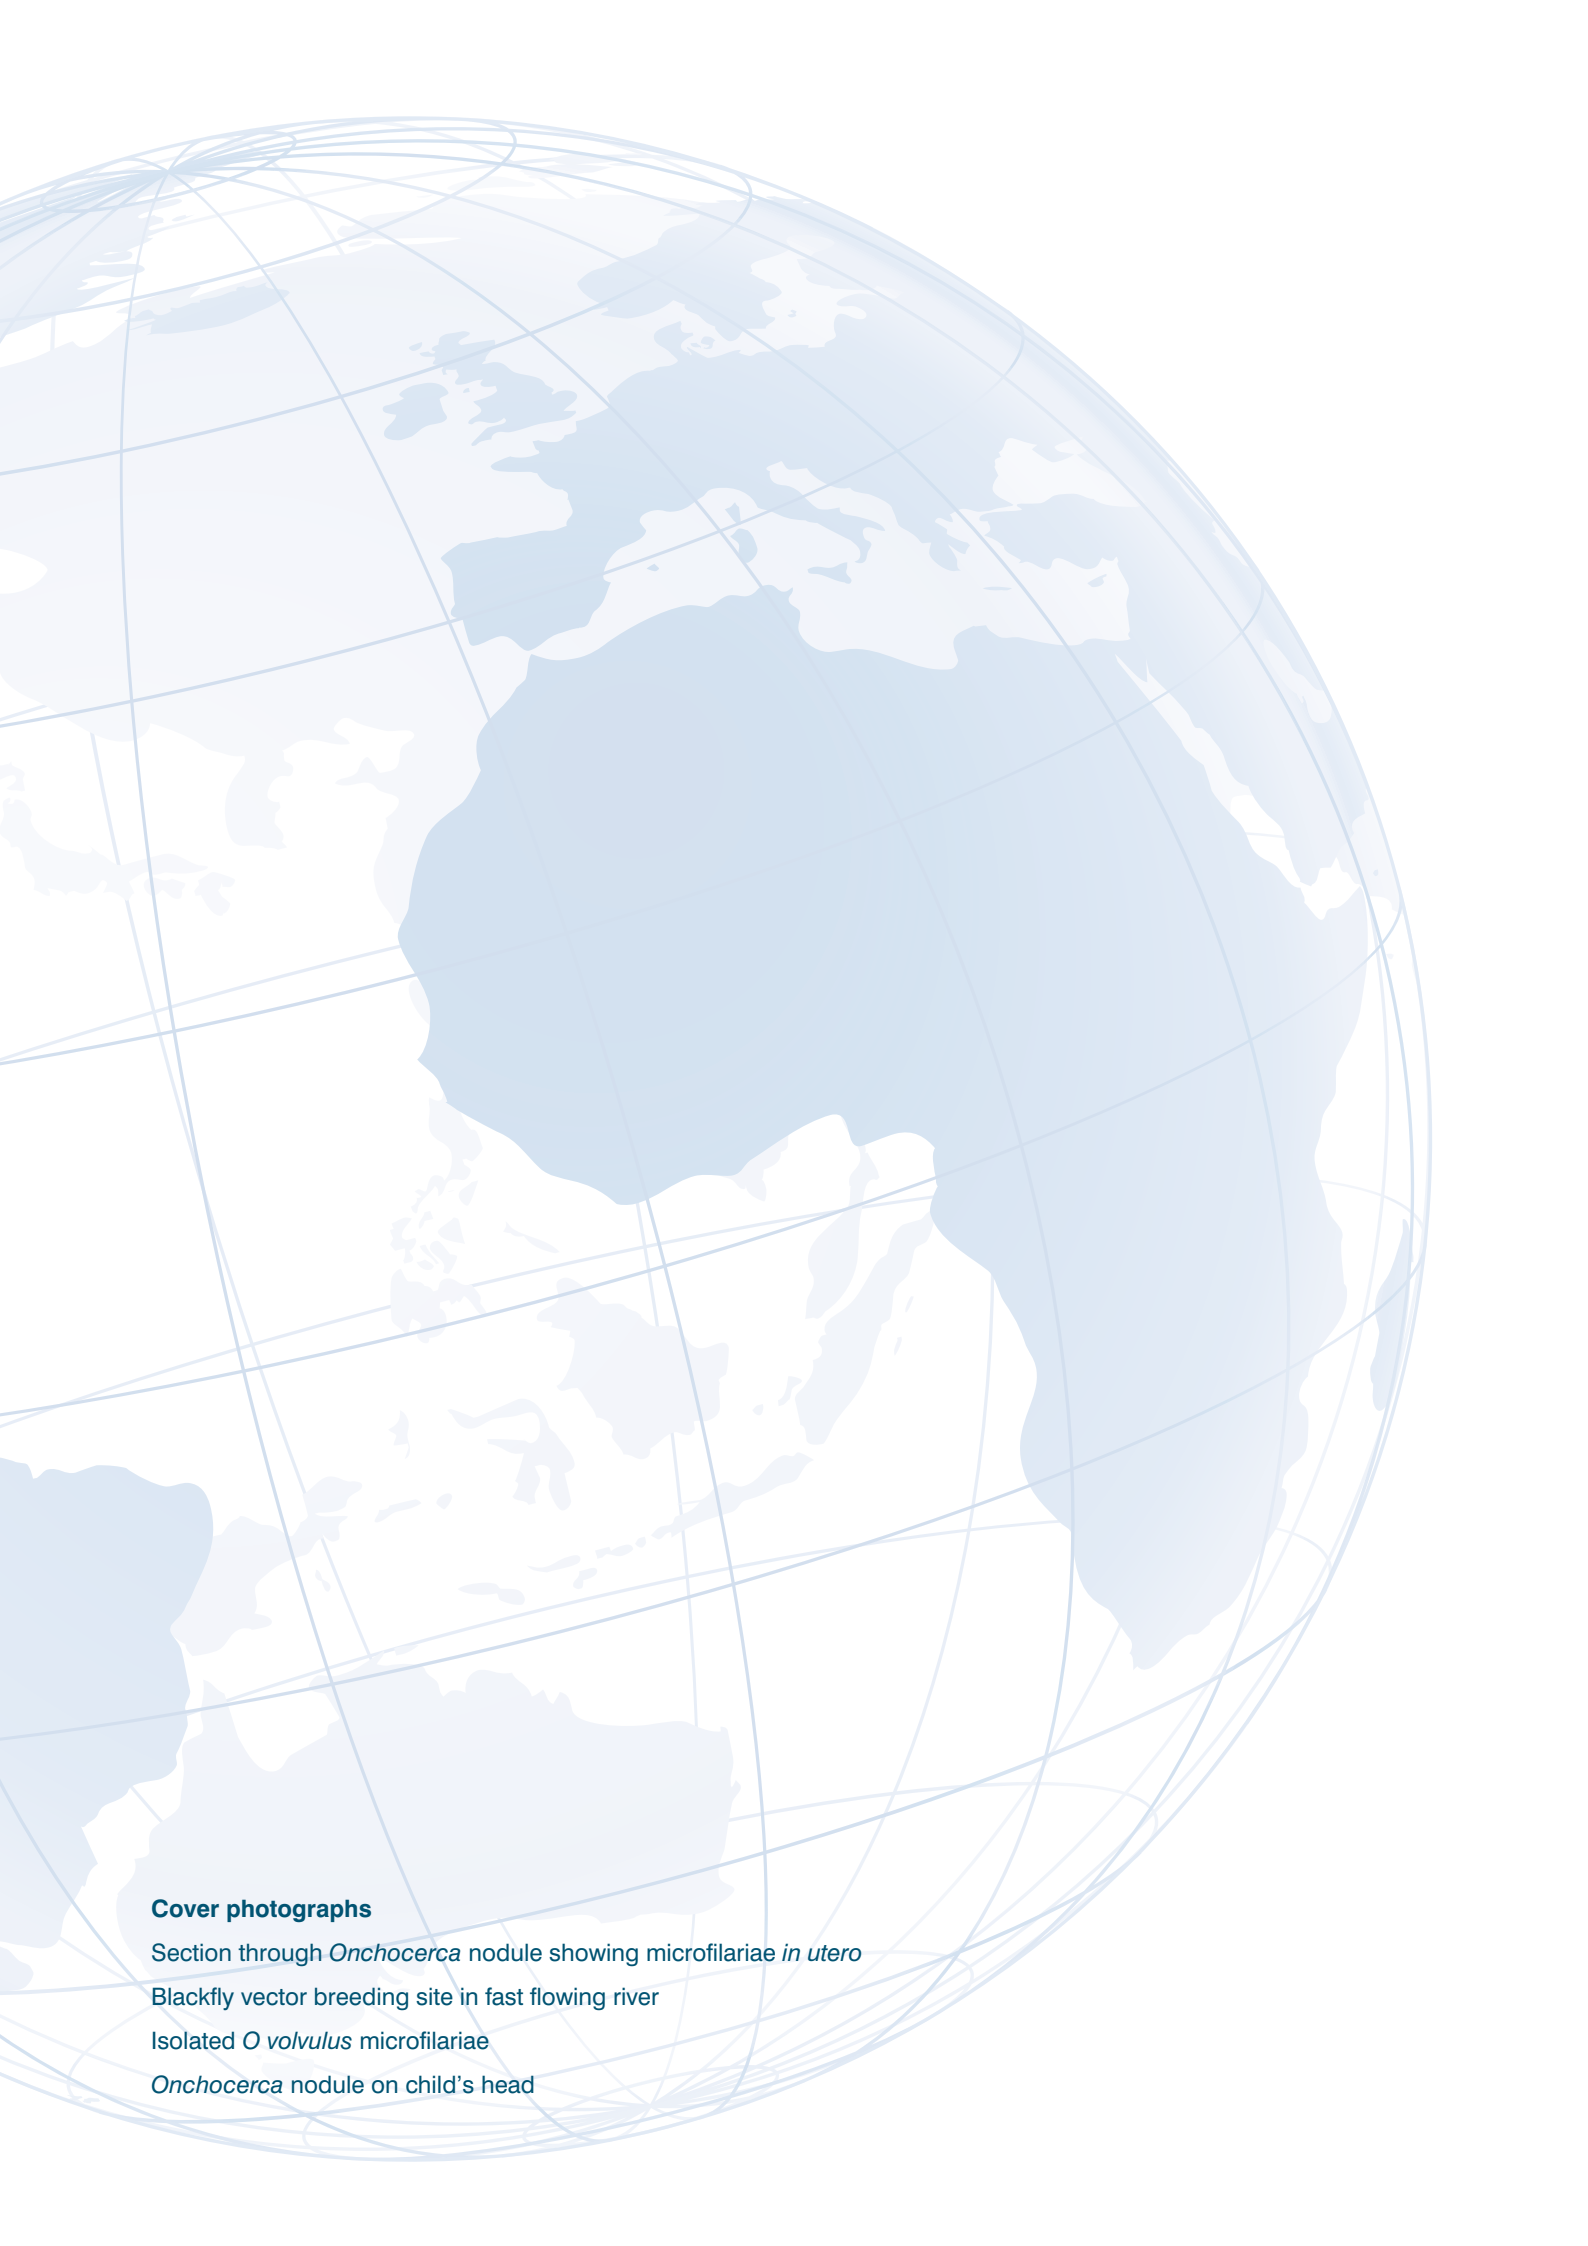 Cover photographs
Section through Onchocerca nodule showing microfilariae in utero
Blackfly vector breeding site in fast flowing river
Isolated O volvulus microfilariae
Onchocerca nodule on child’s head